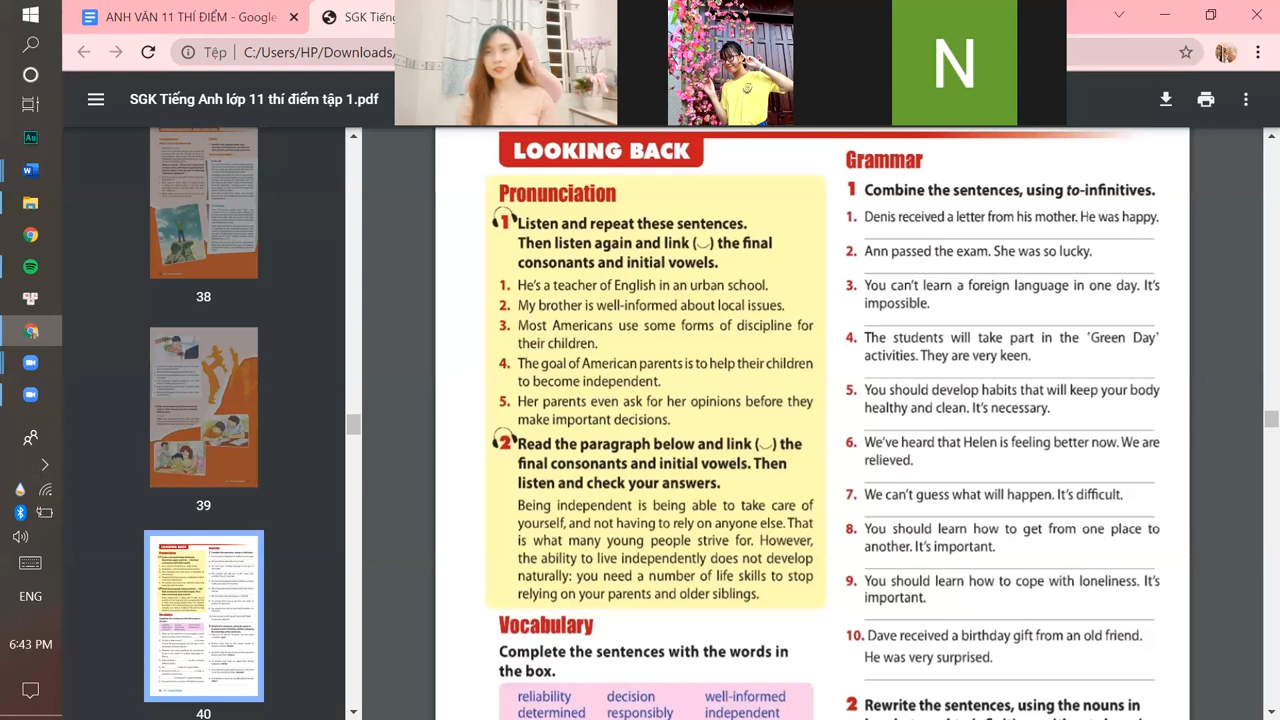 ANH VĂN 11 THÍ ĐIỂM - Google
SGK Tiếng
Tệp
C:/Users/HP/Downloads/
SGK Tiếng Anh lớp 11 thí điểm tập 1.pdf
N
38
39
40
ENG
6:43 PM
LOOKING BACK
Pronunciation
1 Listen and repeat these sentences.
Then listen again and link (‿) the final
consonants and initial vowels.
1. He's a teacher of English in an urban school.
2. My brother is well-informed about local issues.
3. Most Americans use some forms of discipline for
their children.
4. The goal of American parents is to help their children
to become independent.
5. Her parents even ask for her opinions before they
make important decisions.
2 Read the paragraph below and link (‿) the
final consonants and initial vowels. Then
listen and check your answers.
Being independent is being able to take care of
yourself, and not having to rely on anyone else. That
is what many young people strive for. However,
the ability to live independently does not develop
naturally; you need a number of life skills to stop
relying on your parents and older siblings.
Vocabulary
Complete the sentences with the words in
the box.
reliability decision well-informed
determined responsibly independent
Grammar
1 Combine the sentences, using to-infinitives.
1. Denis received a letter from his mother. He was happy.
2. Ann passed the exam. She was so lucky.
3. You can't learn a foreign language in one day. It's
impossible.
4. The students will take part in the 'Green Day'
activities. They are very keen.
5. You should develop habits that will keep your body
healthy and clean. It's necessary.
6. We've heard that Helen is feeling better now. We are
relieved.
7. We can't guess what will happen. It's difficult.
8. You should learn how to get from one place to
another. It's important.
9. You should learn how to cope with loneliness. It's
important.
10. a birthday gift from a friend.
was surprised.
2 Rewrite the sentences, using the nouns in